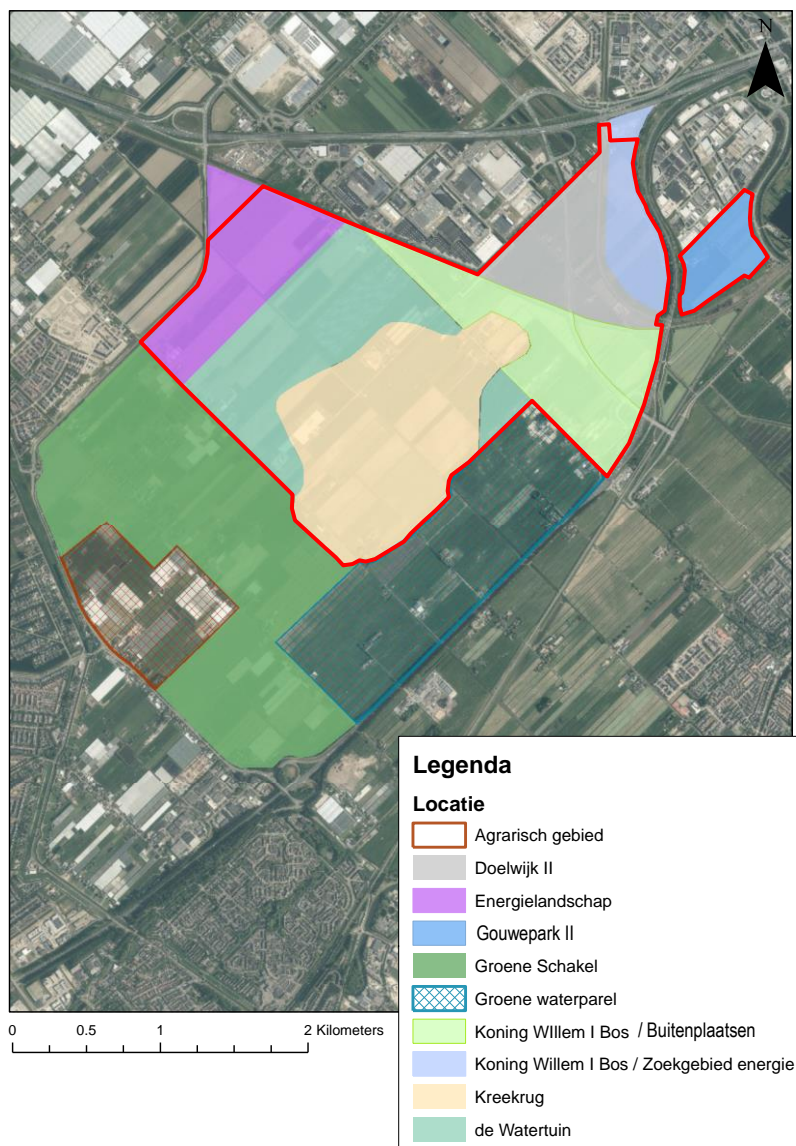 N
0 0.5 1 2 Kilometers
Legenda
Locatie
Agrarisch gebied
Doelwijk II
Energielandschap
Gouwepark II
Groene Schakel
Groene waterparel
Koning WIllem I Bos / Buitenplaatsen
Koning Willem I Bos / Zoekgebied energie
Kreekrug
de Watertuin